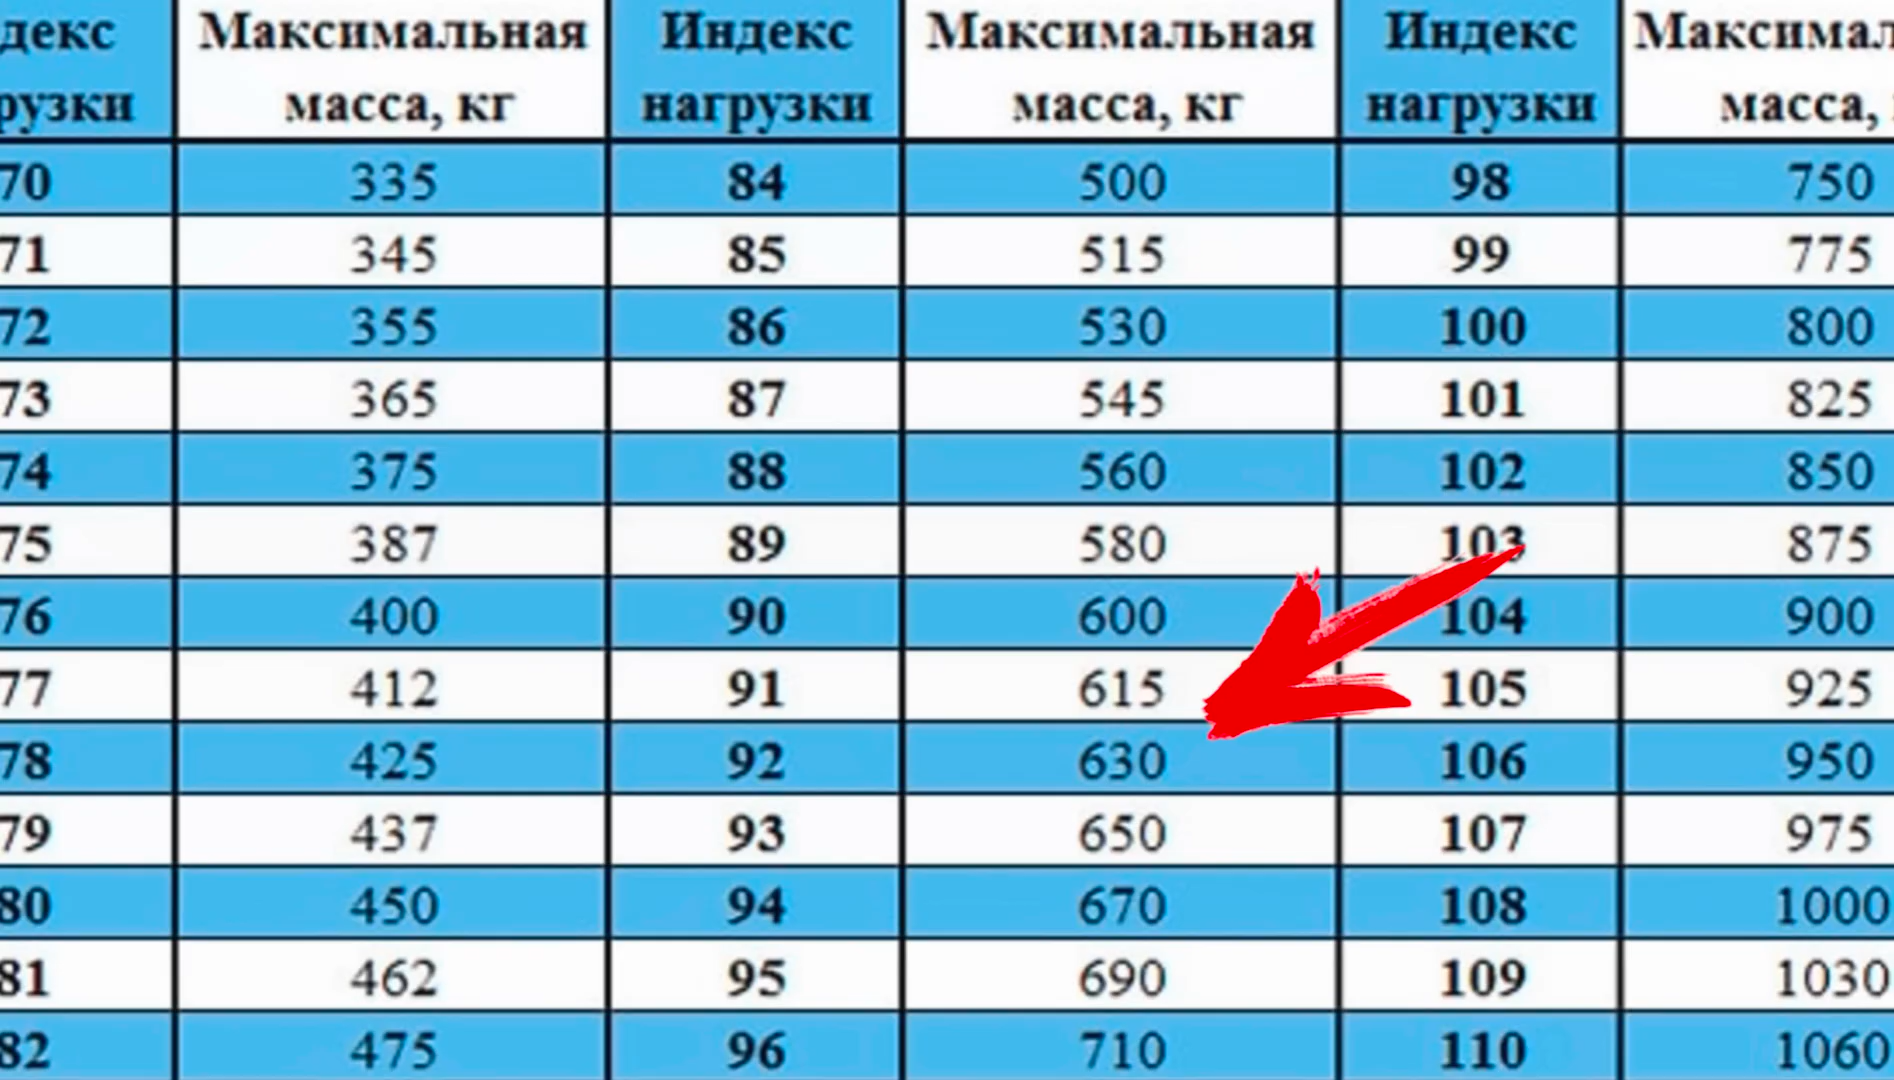 декс Максимальная Индекс Максимальная Индекс Максимал
рузки масса, кг нагрузки масса, кг нагрузки масса,
70 335 84 500 98 750
71 345 85 515 99 775
72 355 86 530 100 800
73 365 87 545 101 825
74 375 88 560 102 850
75 387 89 580 103 875
76 400 90 600 104 900
77 412 91 615 105 925
78 425 92 630 106 950
79 437 93 650 107 975
80 450 94 670 108 1000
81 462 95 690 109 1030
82 475 96 710 110 1060